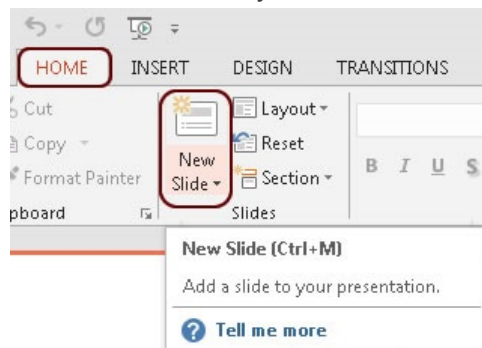 HOME INSERT DESIGN TRANSITIONS
Cut
Copy
Format Painter
pboard
New
Slide
Layout
Reset
Section
Slides
B I U S
New Slide (Ctrl+M)
Add a slide to your presentation.
? Tell me more